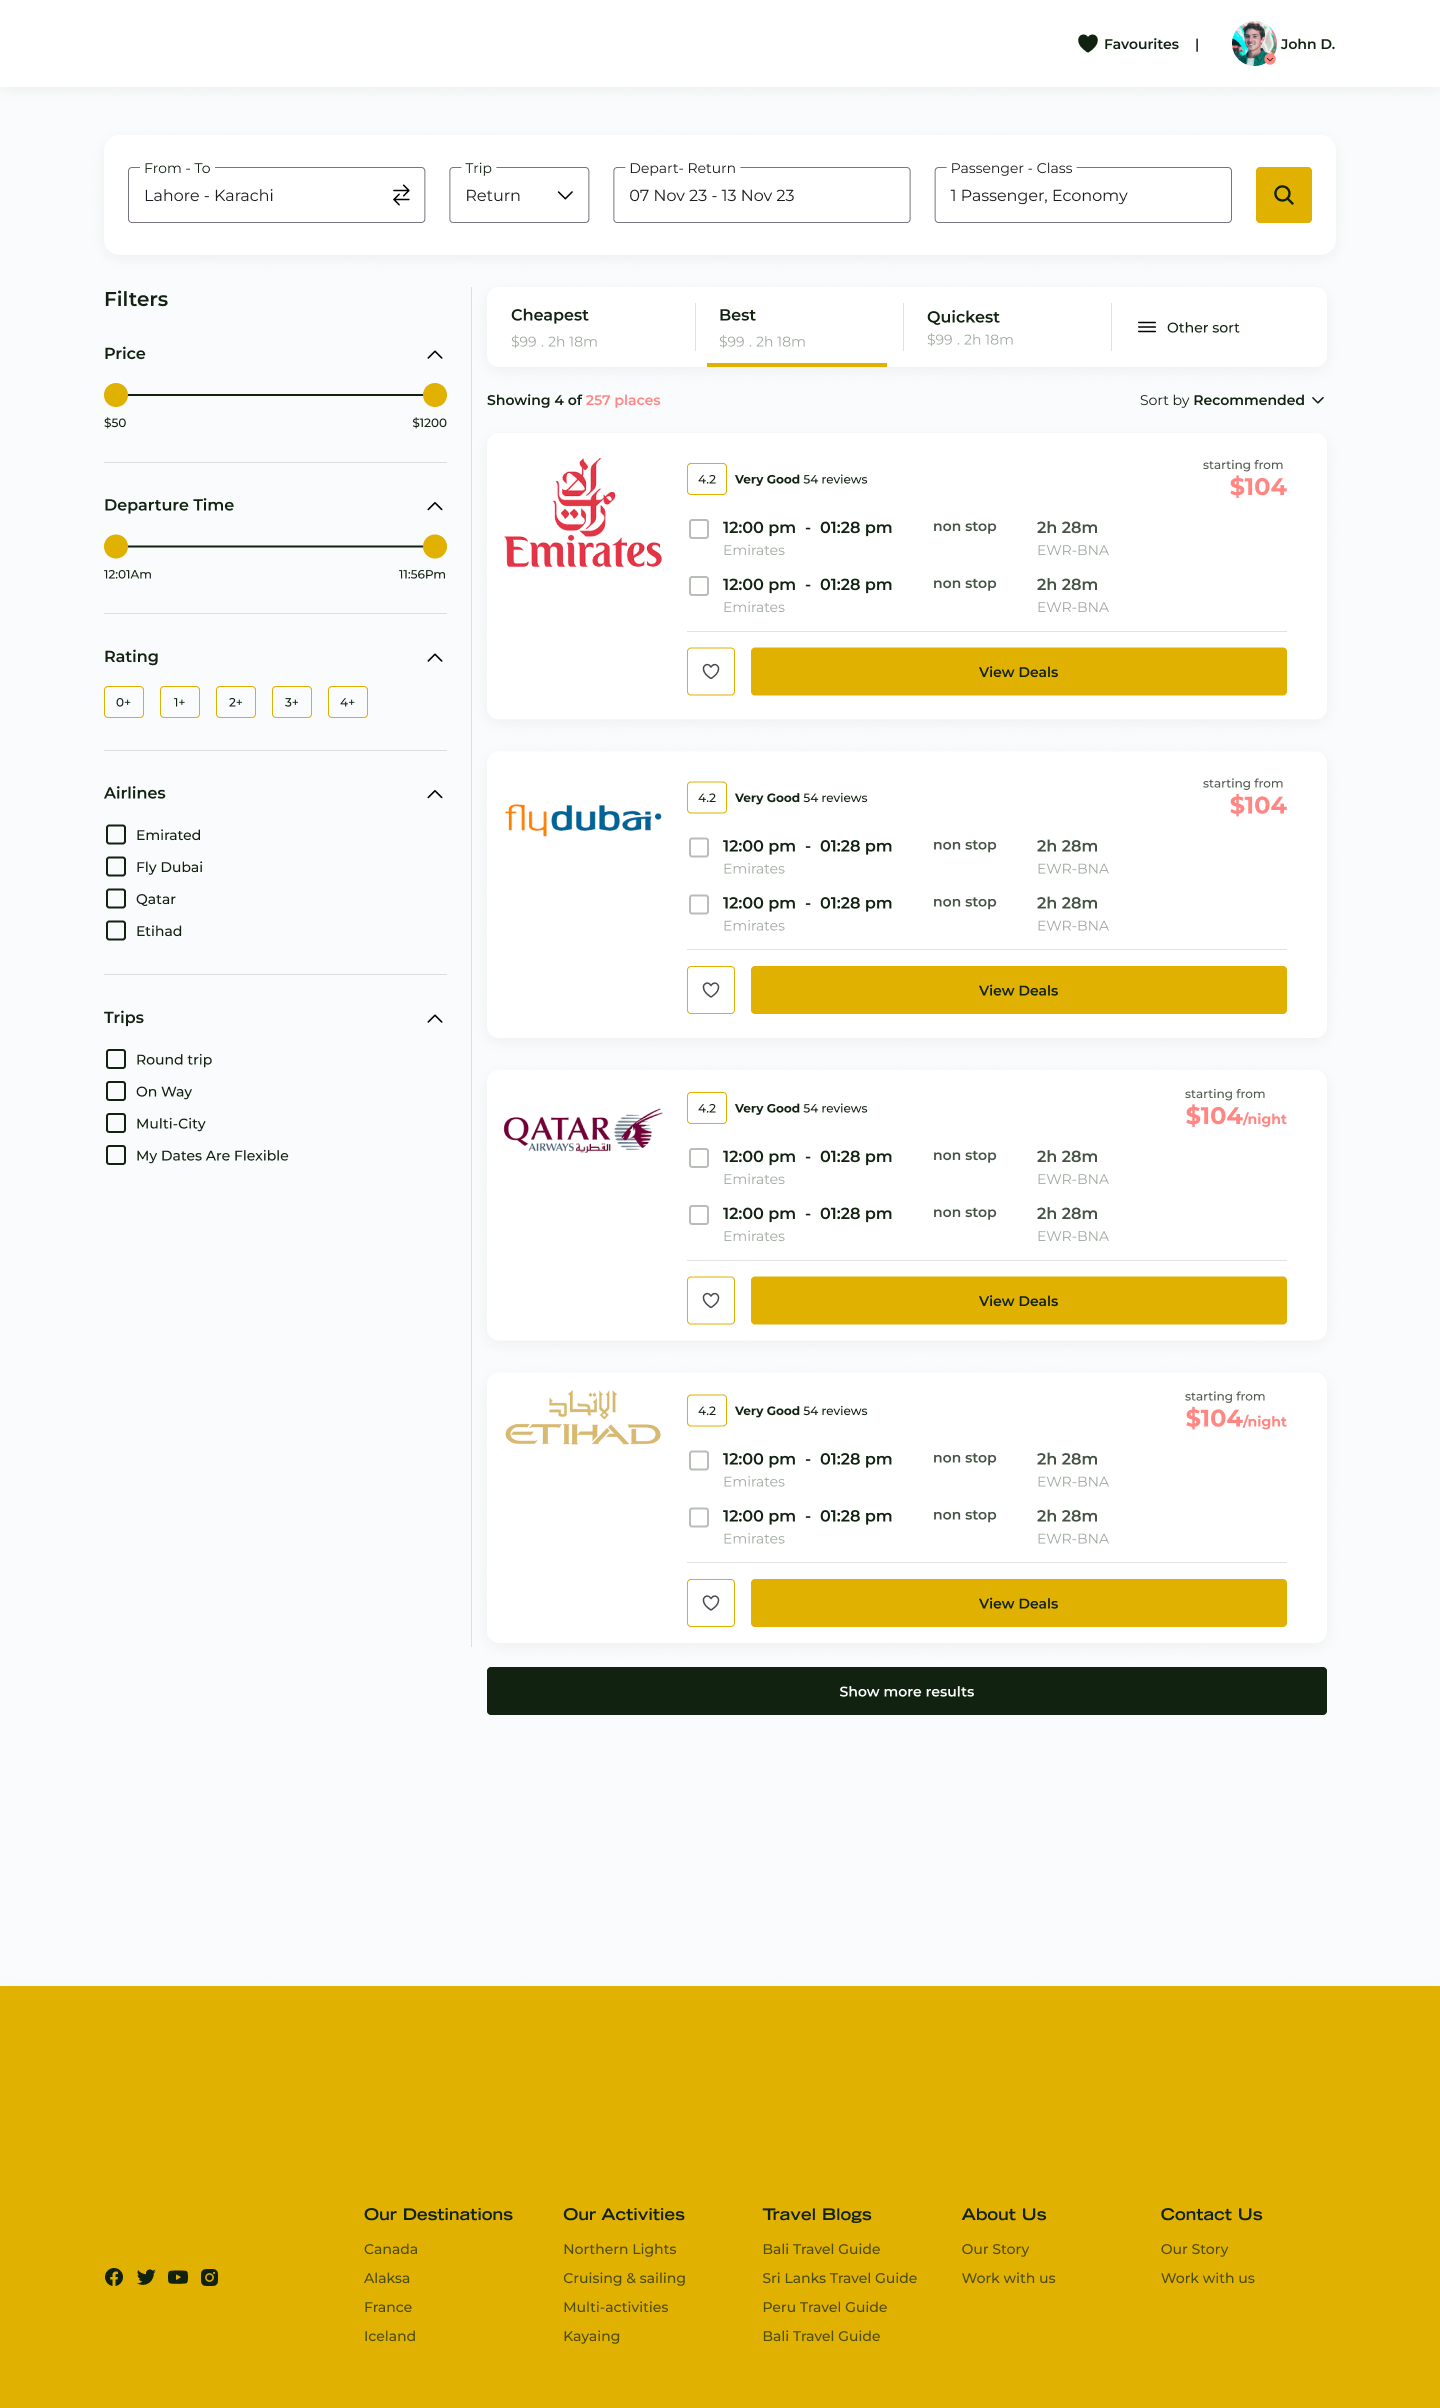 Favourites | John D.
From - To
Lahore - Karachi
Trip
Return
Depart- Return
07 Nov 23 - 13 Nov 23
Passenger - Class
1 Passenger, Economy
Filters
Price
$50 $1200
Departure Time
12:01Am 11:56Pm
Rating
0+ 1+ 2+ 3+ 4+
Airlines
Emirated
Fly Dubai
Qatar
Etihad
Trips
Round trip
On Way
Multi-City
My Dates Are Flexible
Cheapest
$99 . 2h 18m
Best
$99 . 2h 18m
Quickest
$99 . 2h 18m
Other sort
Showing 4 of 257 places
Sort by Recommended
Emirates
4.2 Very Good 54 reviews
starting from
$104
12:00 pm - 01:28 pm non stop 2h 28m
Emirates EWR-BNA
12:00 pm - 01:28 pm non stop 2h 28m
Emirates EWR-BNA
View Deals
flydubai
4.2 Very Good 54 reviews
starting from
$104
12:00 pm - 01:28 pm non stop 2h 28m
Emirates EWR-BNA
12:00 pm - 01:28 pm non stop 2h 28m
Emirates EWR-BNA
View Deals
QATAR
AIRWAYS القطرية
4.2 Very Good 54 reviews
starting from
$104/night
12:00 pm - 01:28 pm non stop 2h 28m
Emirates EWR-BNA
12:00 pm - 01:28 pm non stop 2h 28m
Emirates EWR-BNA
View Deals
الإتحاد
ETIHAD
4.2 Very Good 54 reviews
starting from
$104/night
12:00 pm - 01:28 pm non stop 2h 28m
Emirates EWR-BNA
12:00 pm - 01:28 pm non stop 2h 28m
Emirates EWR-BNA
View Deals
Show more results
Our Destinations
Canada
Alaksa
France
Iceland
Our Activities
Northern Lights
Cruising & sailing
Multi-activities
Kayaing
Travel Blogs
Bali Travel Guide
Sri Lanks Travel Guide
Peru Travel Guide
Bali Travel Guide
About Us
Our Story
Work with us
Contact Us
Our Story
Work with us